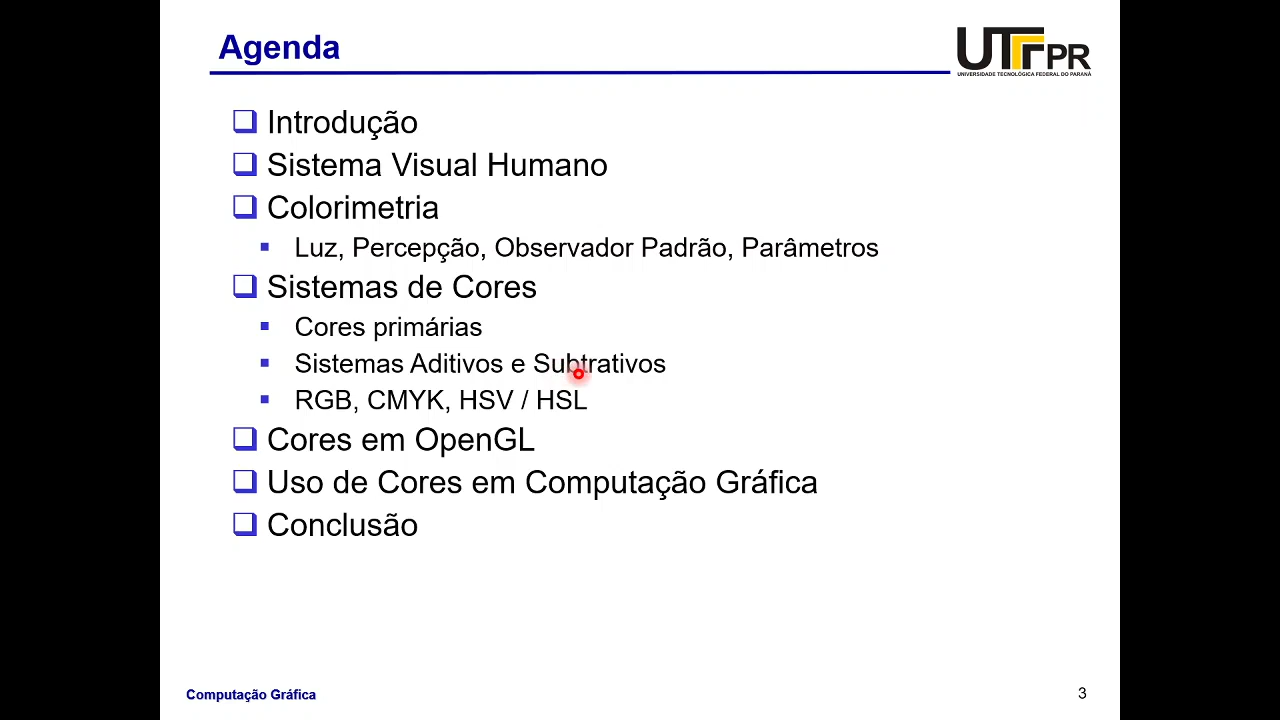 Agenda
UTFPR
UNIVERSIDADE TECNOLÓGICA FEDERAL DO PARANÁ
Introdução
Sistema Visual Humano
Colorimetria
Luz, Percepção, Observador Padrão, Parâmetros
Sistemas de Cores
Cores primárias
Sistemas Aditivos e Subtrativos
RGB, CMYK, HSV / HSL
Cores em OpenGL
Uso de Cores em Computação Gráfica
Conclusão
Computação Gráfica
3